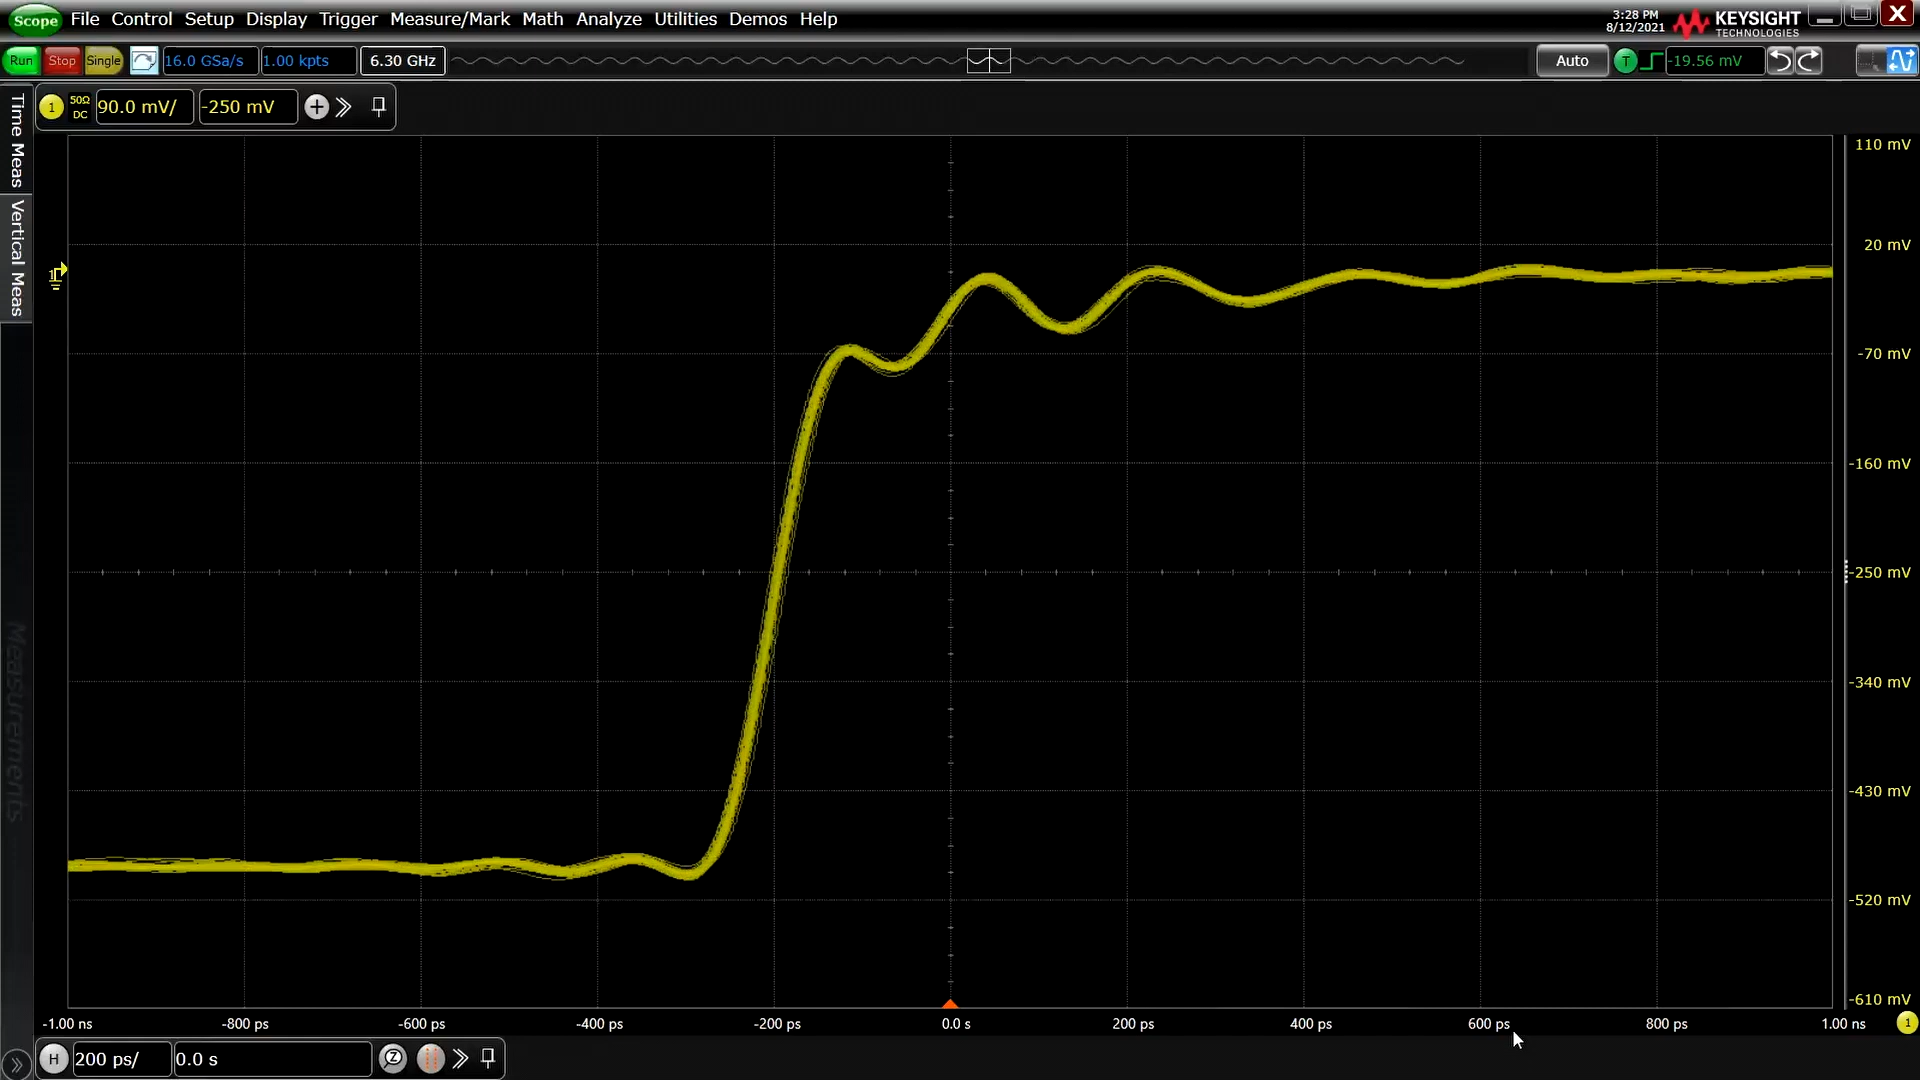 Scope File Control Setup Display Trigger Measure/Mark Math Analyze Utilities Demos Help
3:28 PM
8/12/2021
KEYSIGHT
TECHNOLOGIES
Run Stop Single 16.0 GSa/s 1.00 kpts 6.30 GHz Auto T -19.56 mV
1 50Ω DC 90.0 mV/ -250 mV
Time Meas
Vertical Meas
Measurements
110 mV
20 mV
1
-70 mV
-160 mV
-250 mV
-340 mV
-430 mV
-520 mV
-610 mV
-1.00 ns -800 ps -600 ps -400 ps -200 ps 0.0 s 200 ps 400 ps 600 ps 800 ps 1.00 ns 1
H 200 ps/ 0.0 s Z